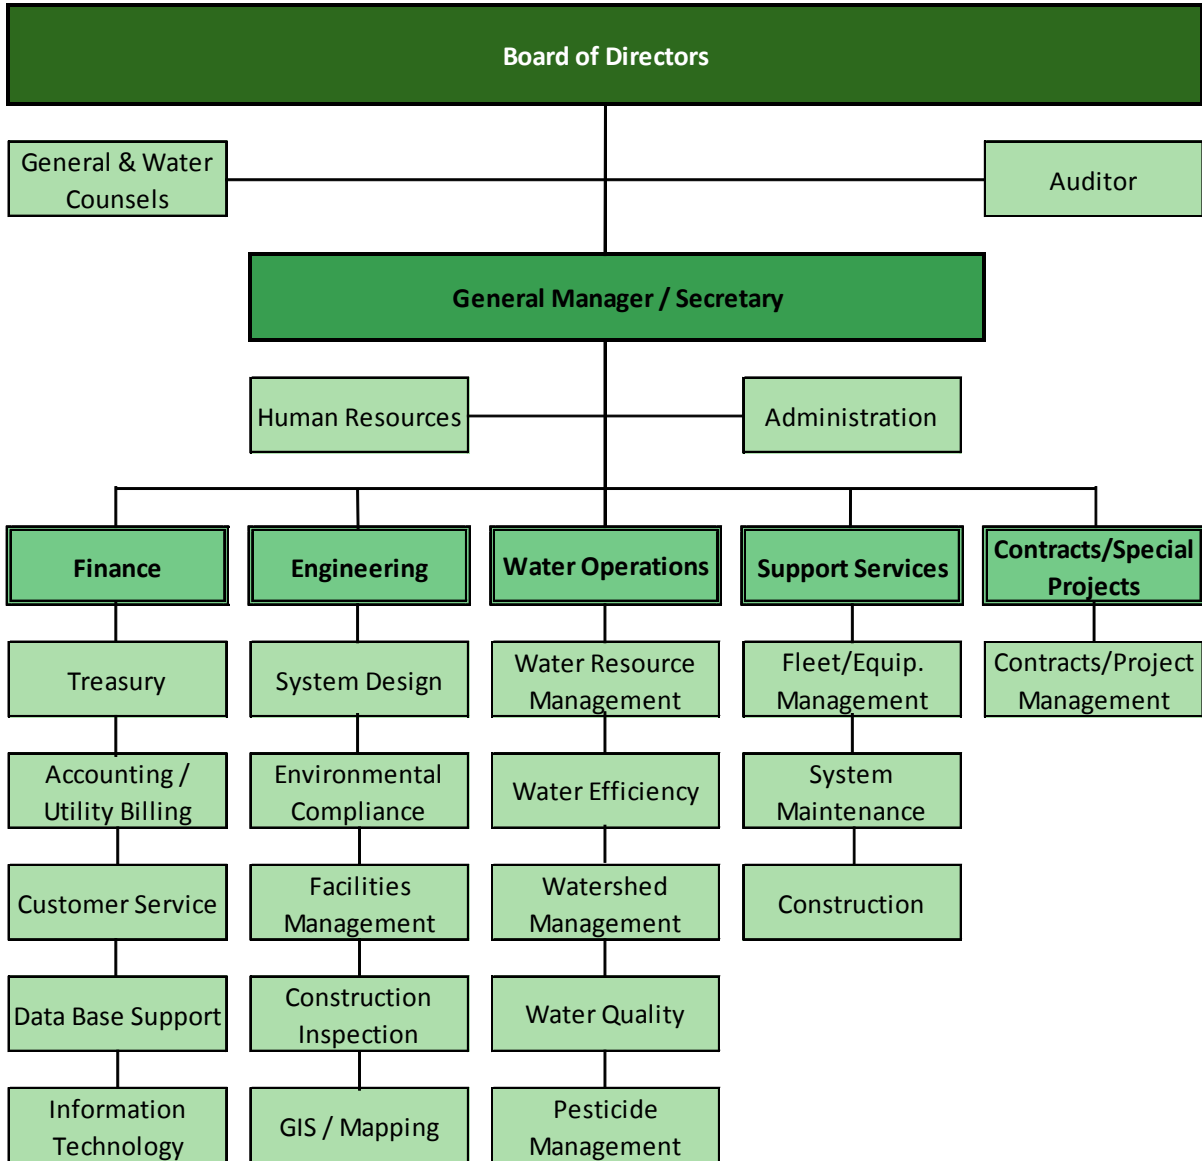 Board of Directors
General & Water
Counsels
Auditor
General Manager / Secretary
Human Resources
Administration
Finance
Engineering
Water Operations
Support Services
Contracts/Special
Projects
Treasury
System Design
Water Resource
Management
Fleet/Equip.
Management
Contracts/Project
Management
Accounting /
Utility Billing
Environmental
Compliance
Water Efficiency
System
Maintenance
Customer Service
Facilities
Management
Watershed
Management
Construction
Data Base Support
Construction
Inspection
Water Quality
Information
Technology
GIS / Mapping
Pesticide
Management